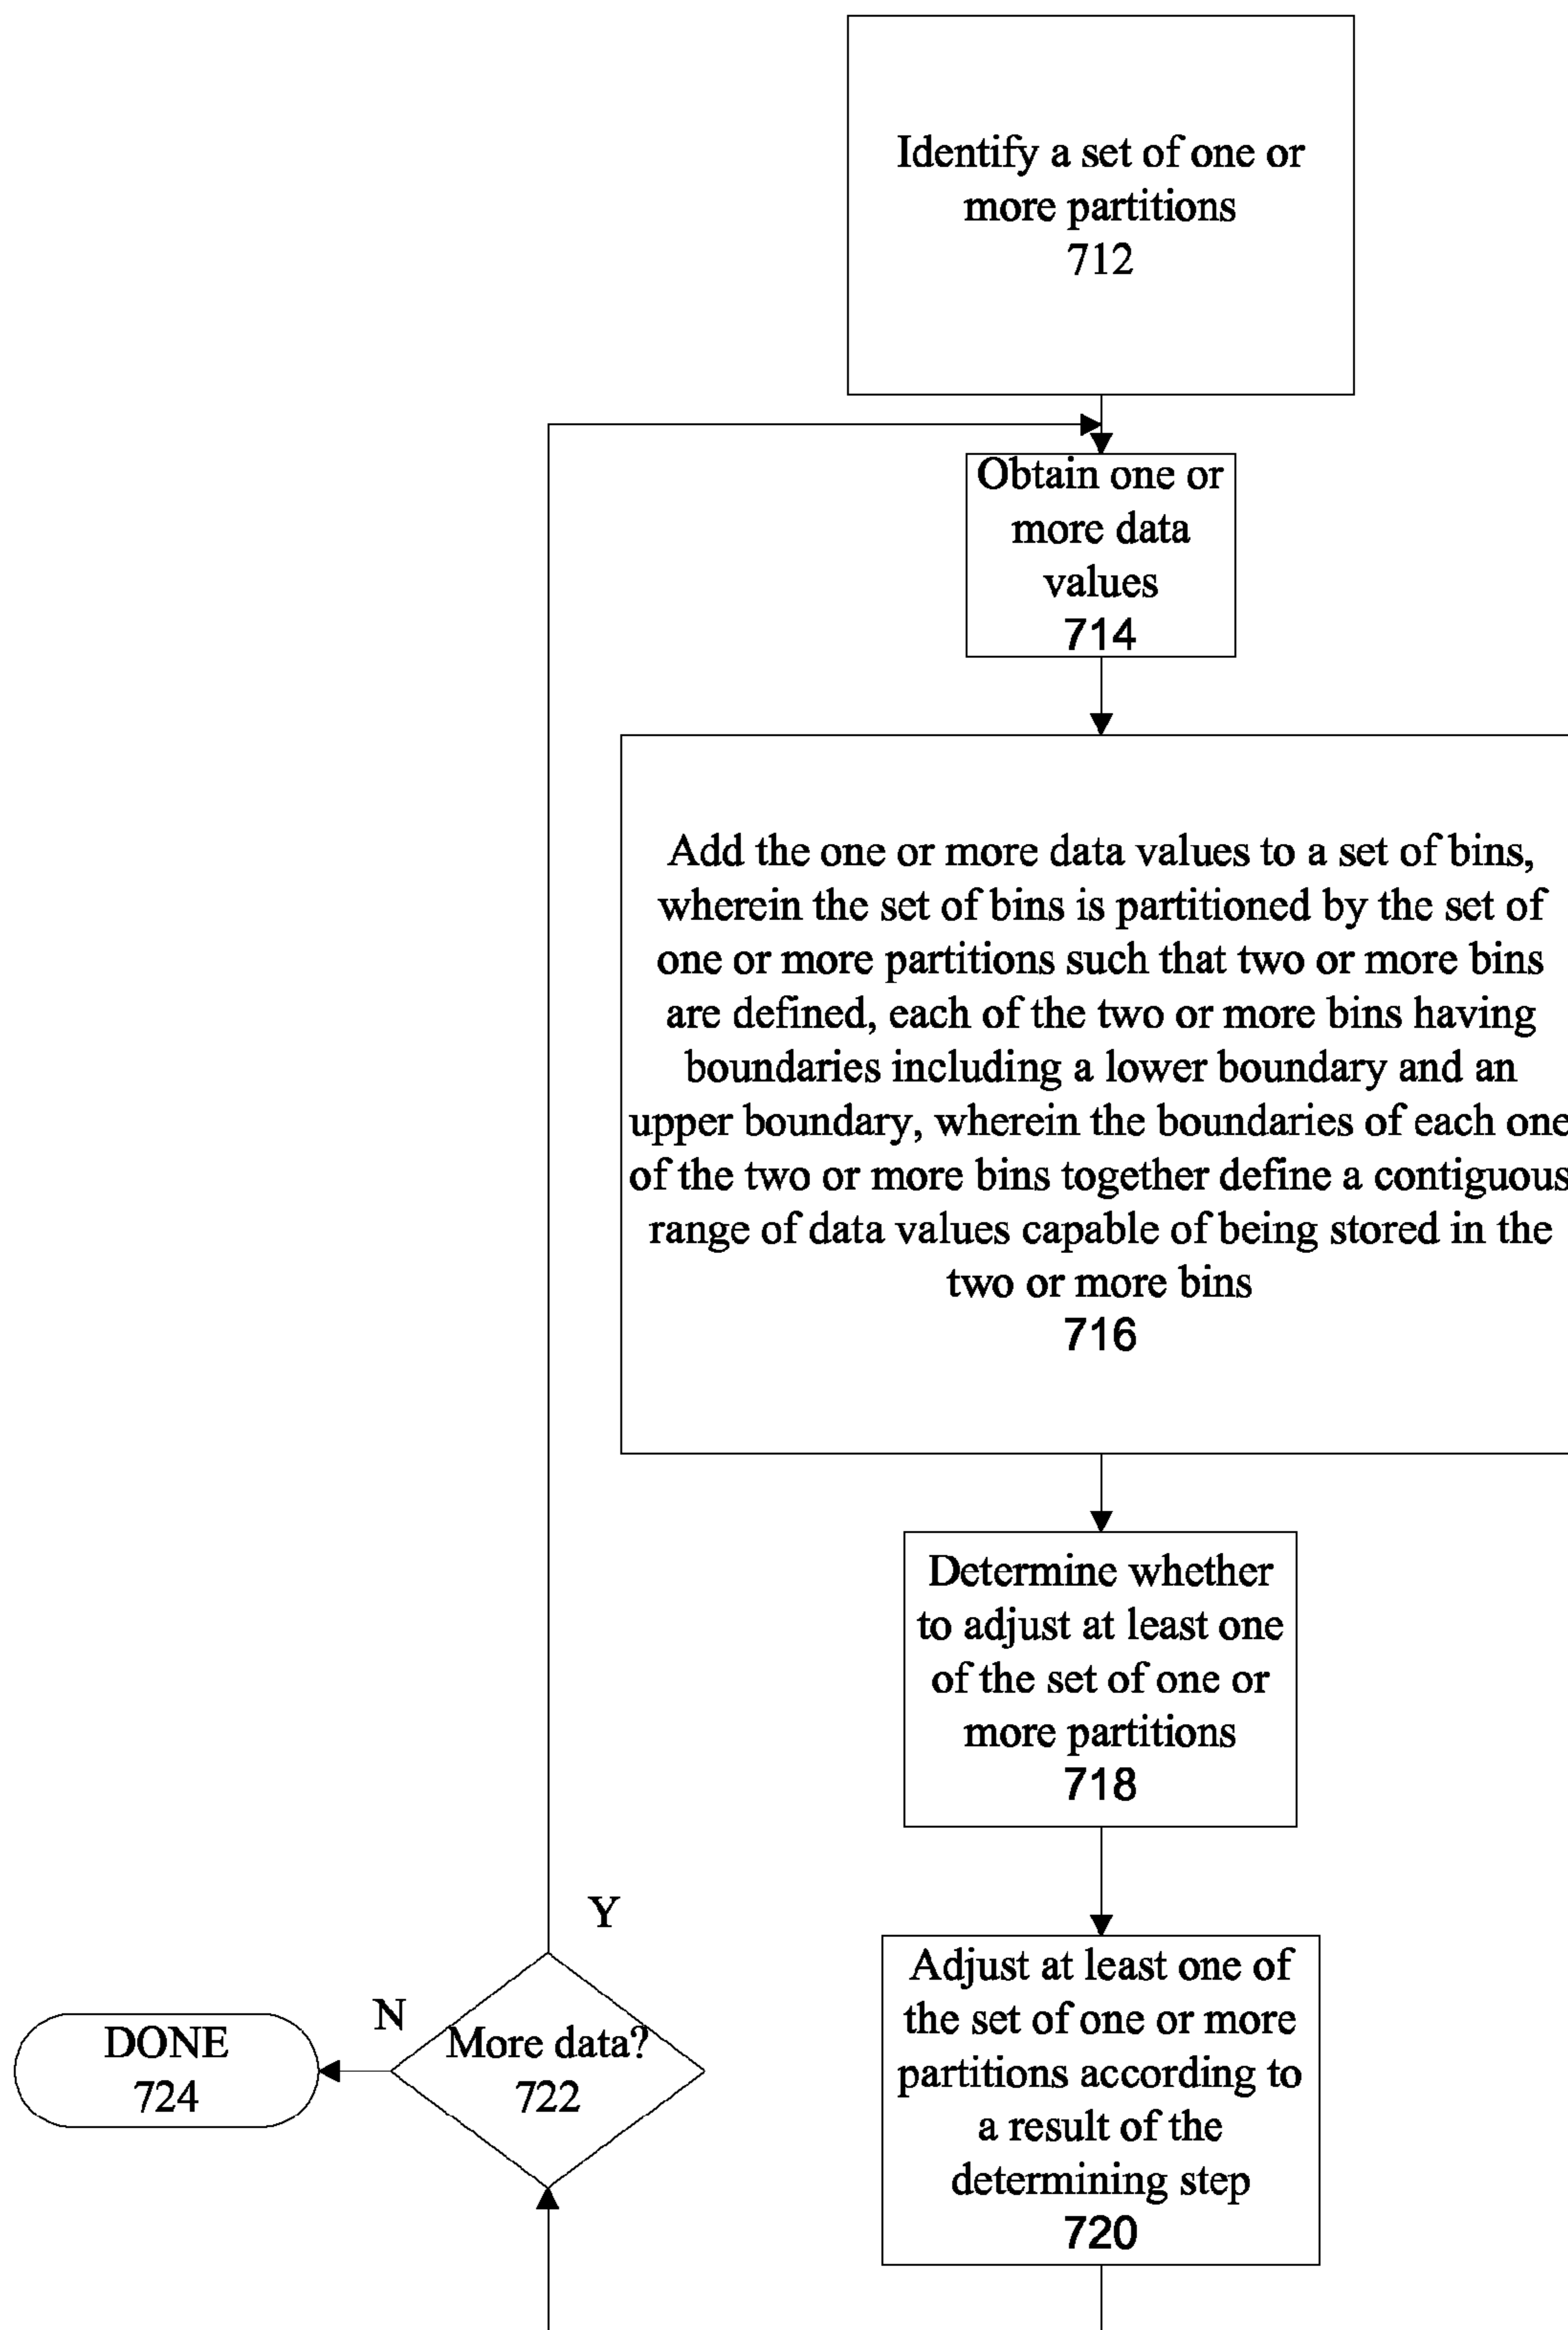 Identify a set of one or
more partitions
712
Obtain one or
more data
values
714
Add the one or more data values to a set of bins,
wherein the set of bins is partitioned by the set of
one or more partitions such that two or more bins
are defined, each of the two or more bins having
boundaries including a lower boundary and an
upper boundary, wherein the boundaries of each one
of the two or more bins together define a contiguous
range of data values capable of being stored in the
two or more bins
716
Determine whether
to adjust at least one
of the set of one or
more partitions
718
Adjust at least one of
the set of one or more
partitions according to
a result of the
determining step
720
Y
N
More data?
722
DONE
724